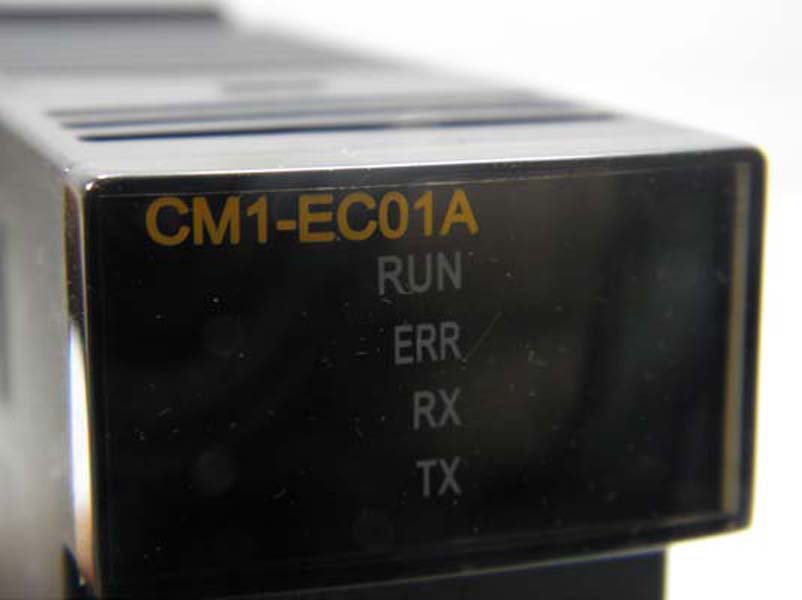 CM1-EC01A
RUN
ERR
RX
TX